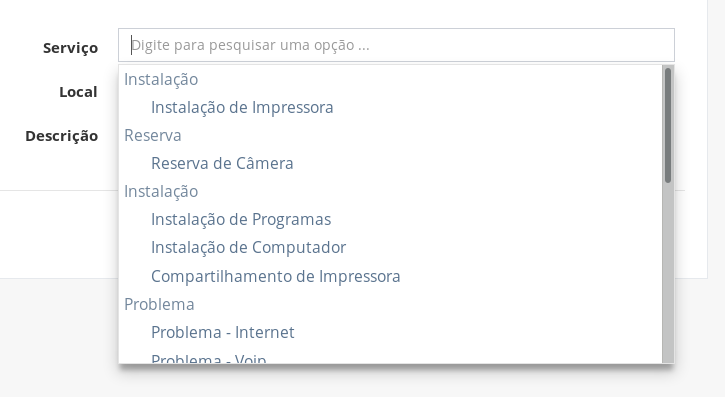 Serviço
Digite para pesquisar uma opção ...
Local
Descrição
Instalação
Instalação de Impressora
Reserva
Reserva de Câmera
Instalação
Instalação de Programas
Instalação de Computador
Compartilhamento de Impressora
Problema
Problema - Internet
Problema - Voip